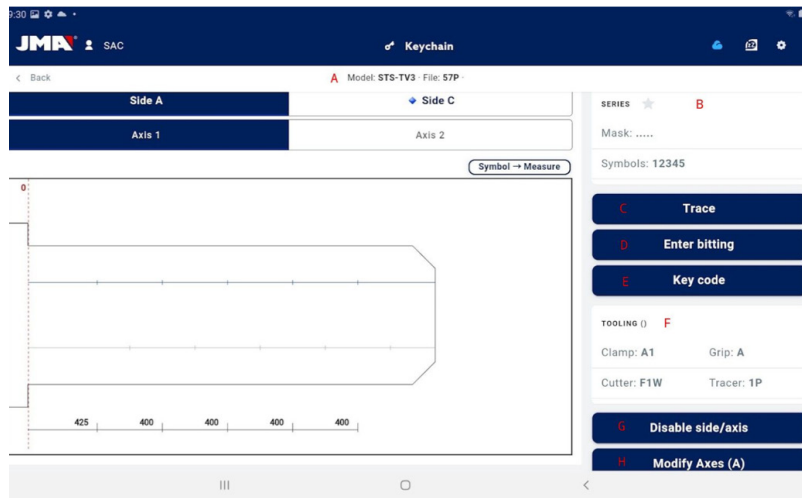 9:30
JMA SAC Keychain
Back A Model: STS-TV3 · File: 57P ·
Side A Side C
SERIES B
Axis 1 Axis 2
Mask: .....
Symbol → Measure
Symbols: 12345
0
C Trace
D Enter bitting
E Key code
TOOLING () F
Clamp: A1 Grip: A
Cutter: F1W Tracer: 1P
425 400 400 400 400
G Disable side/axis
H Modify Axes (A)